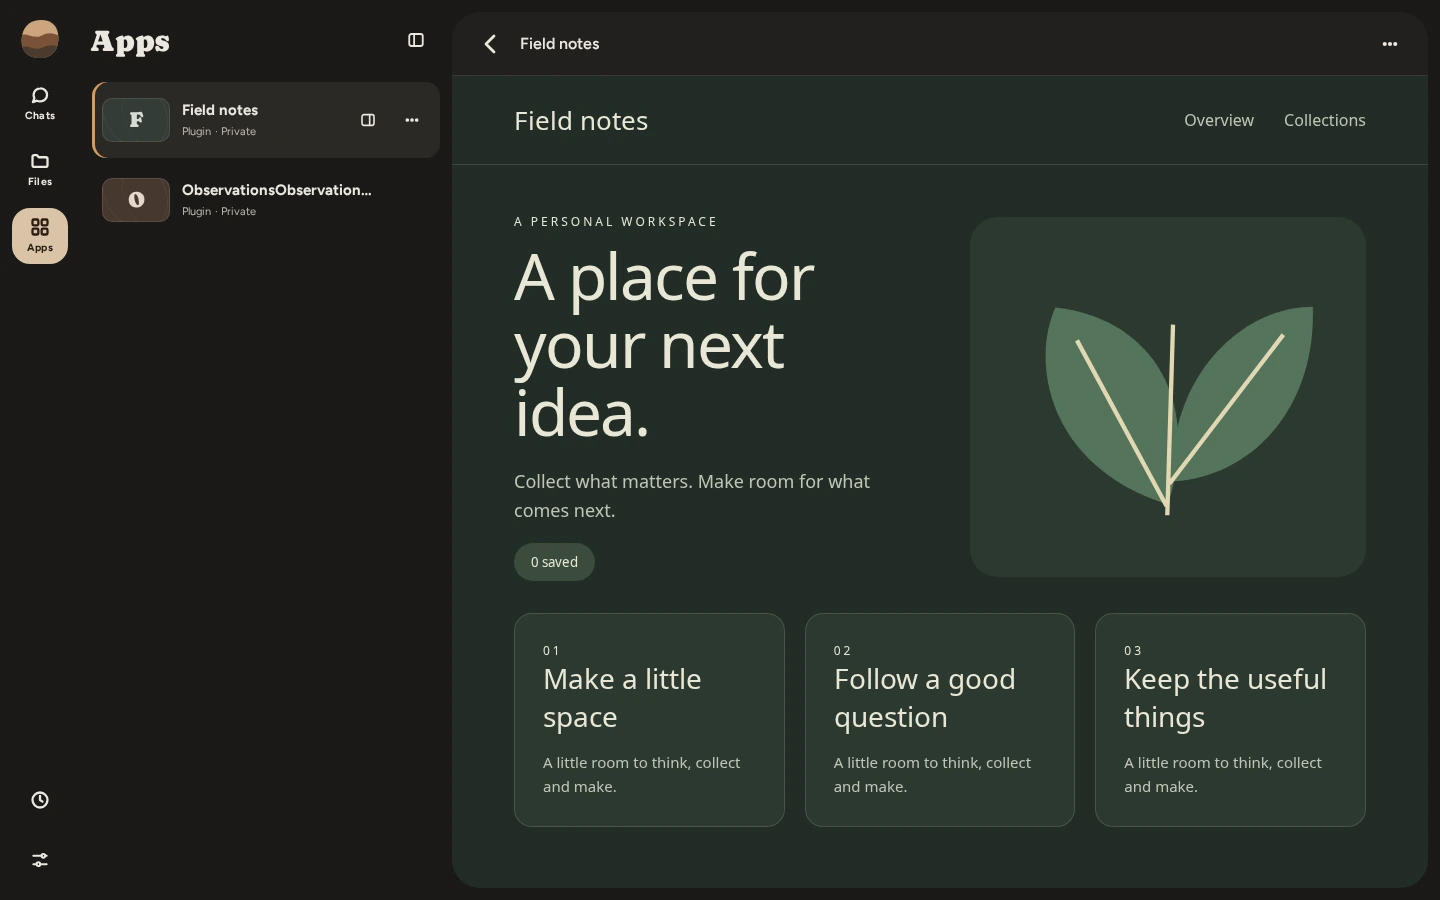 Apps
Chats
Files
Apps
F
Field notes
Plugin · Private
O
ObservationsObservation...
Plugin · Private
Field notes
Field notes
Overview
Collections
A PERSONAL WORKSPACE
A place for
your next
idea.
Collect what matters. Make room for what
comes next.
0 saved
01
Make a little
space
A little room to think, collect
and make.
02
Follow a good
question
A little room to think, collect
and make.
03
Keep the useful
things
A little room to think, collect
and make.